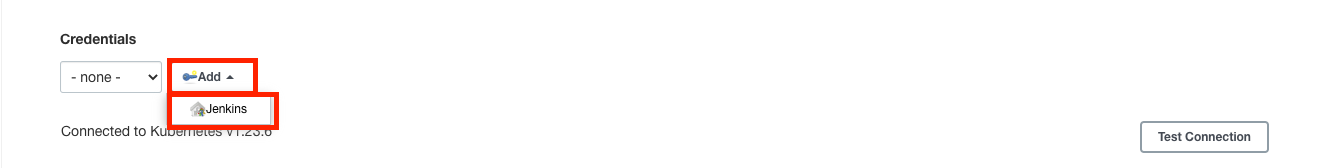 Credentials
- none -
Add
Jenkins
Connected to Kubernetes v1.23.6
Test Connection